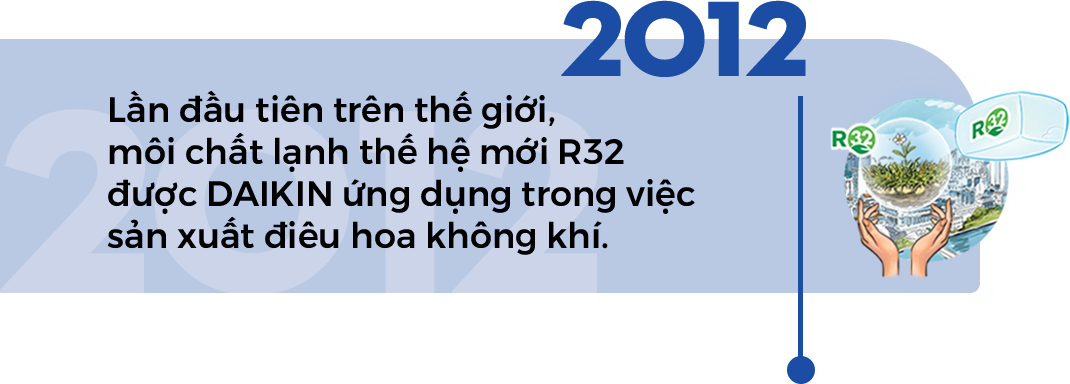 2012
Lần đầu tiên trên thế giới,
môi chất lạnh thế hệ mới R32
được DAIKIN ứng dụng trong việc
sản xuất điêu hoa không khí.
2012
R32
R32